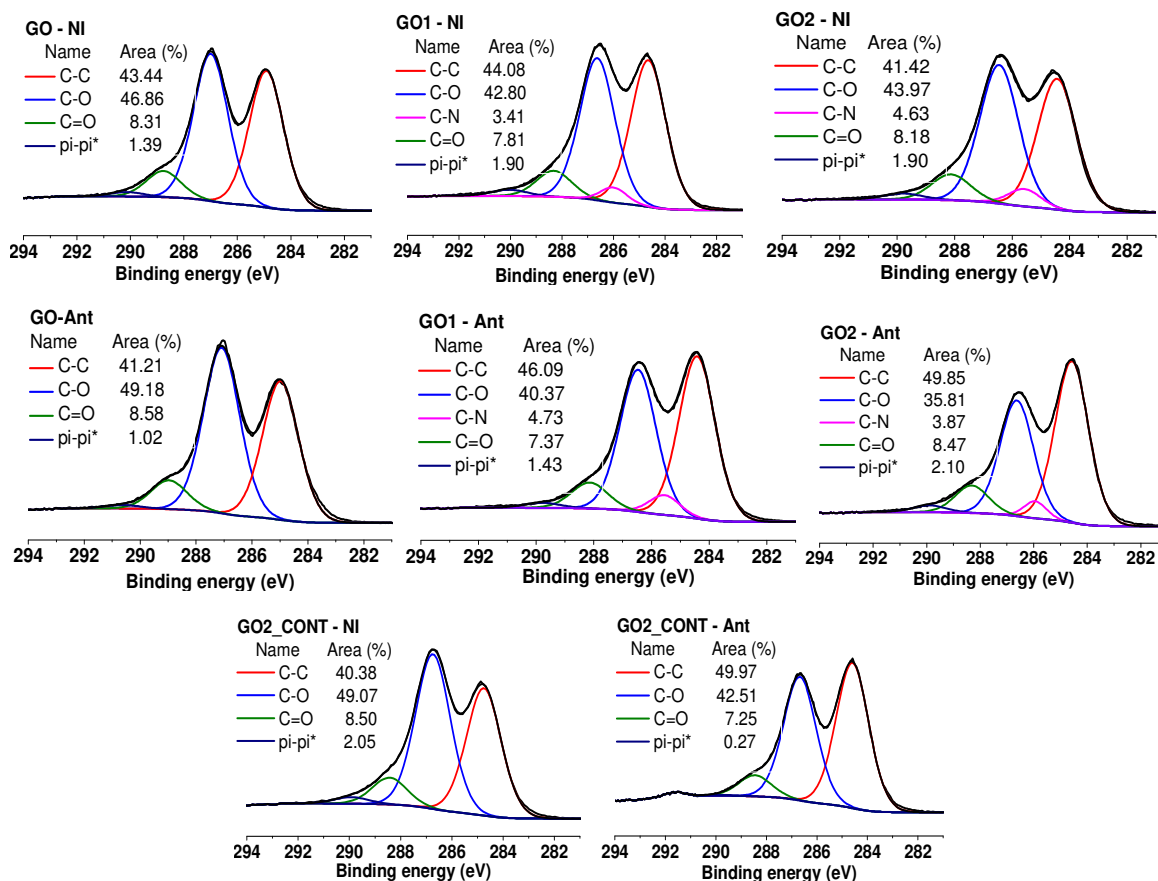 GO - NI
Name Area (%)
C-C 43.44
C-O 46.86
C=O 8.31
pi-pi* 1.39
294 292 290 288 286 284 282
Binding energy (eV)
GO1 - NI
Name Area (%)
C-C 44.08
C-O 42.80
C-N 3.41
C=O 7.81
pi-pi* 1.90
294 292 290 288 286 284 282
Binding energy (eV)
GO2 - NI
Name Area (%)
C-C 41.42
C-O 43.97
C-N 4.63
C=O 8.18
pi-pi* 1.90
294 292 290 288 286 284 282
Binding energy (eV)
GO-Ant
Name Area (%)
C-C 41.21
C-O 49.18
C=O 8.58
pi-pi* 1.02
294 292 290 288 286 284 282
Binding energy (eV)
GO1 - Ant
Name Area (%)
C-C 46.09
C-O 40.37
C-N 4.73
C=O 7.37
pi-pi* 1.43
294 292 290 288 286 284 282
Binding energy (eV)
GO2 - Ant
Name Area (%)
C-C 49.85
C-O 35.81
C-N 3.87
C=O 8.47
pi-pi* 2.10
294 292 290 288 286 284 282
Binding energy (eV)
GO2_CONT - NI
Name Area (%)
C-C 40.38
C-O 49.07
C=O 8.50
pi-pi* 2.05
294 292 290 288 286 284 282
Binding energy (eV)
GO2_CONT - Ant
Name Area (%)
C-C 49.97
C-O 42.51
C=O 7.25
pi-pi* 0.27
294 292 290 288 286 284 282
Binding energy (eV)